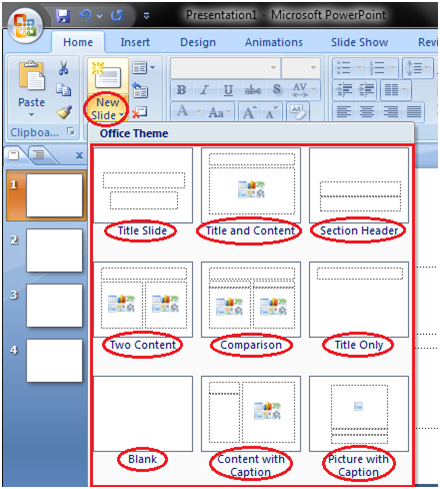 Presentation1 - Microsoft PowerPoint
Home Insert Design Animations Slide Show
Paste
New
Slide
B I U abe S AV
A Aa A A
Clipboa...
Office Theme
1
2
3
4
Title Slide Title and Content Section Header
Two Content Comparison Title Only
Blank Content with
Caption Picture with
Caption